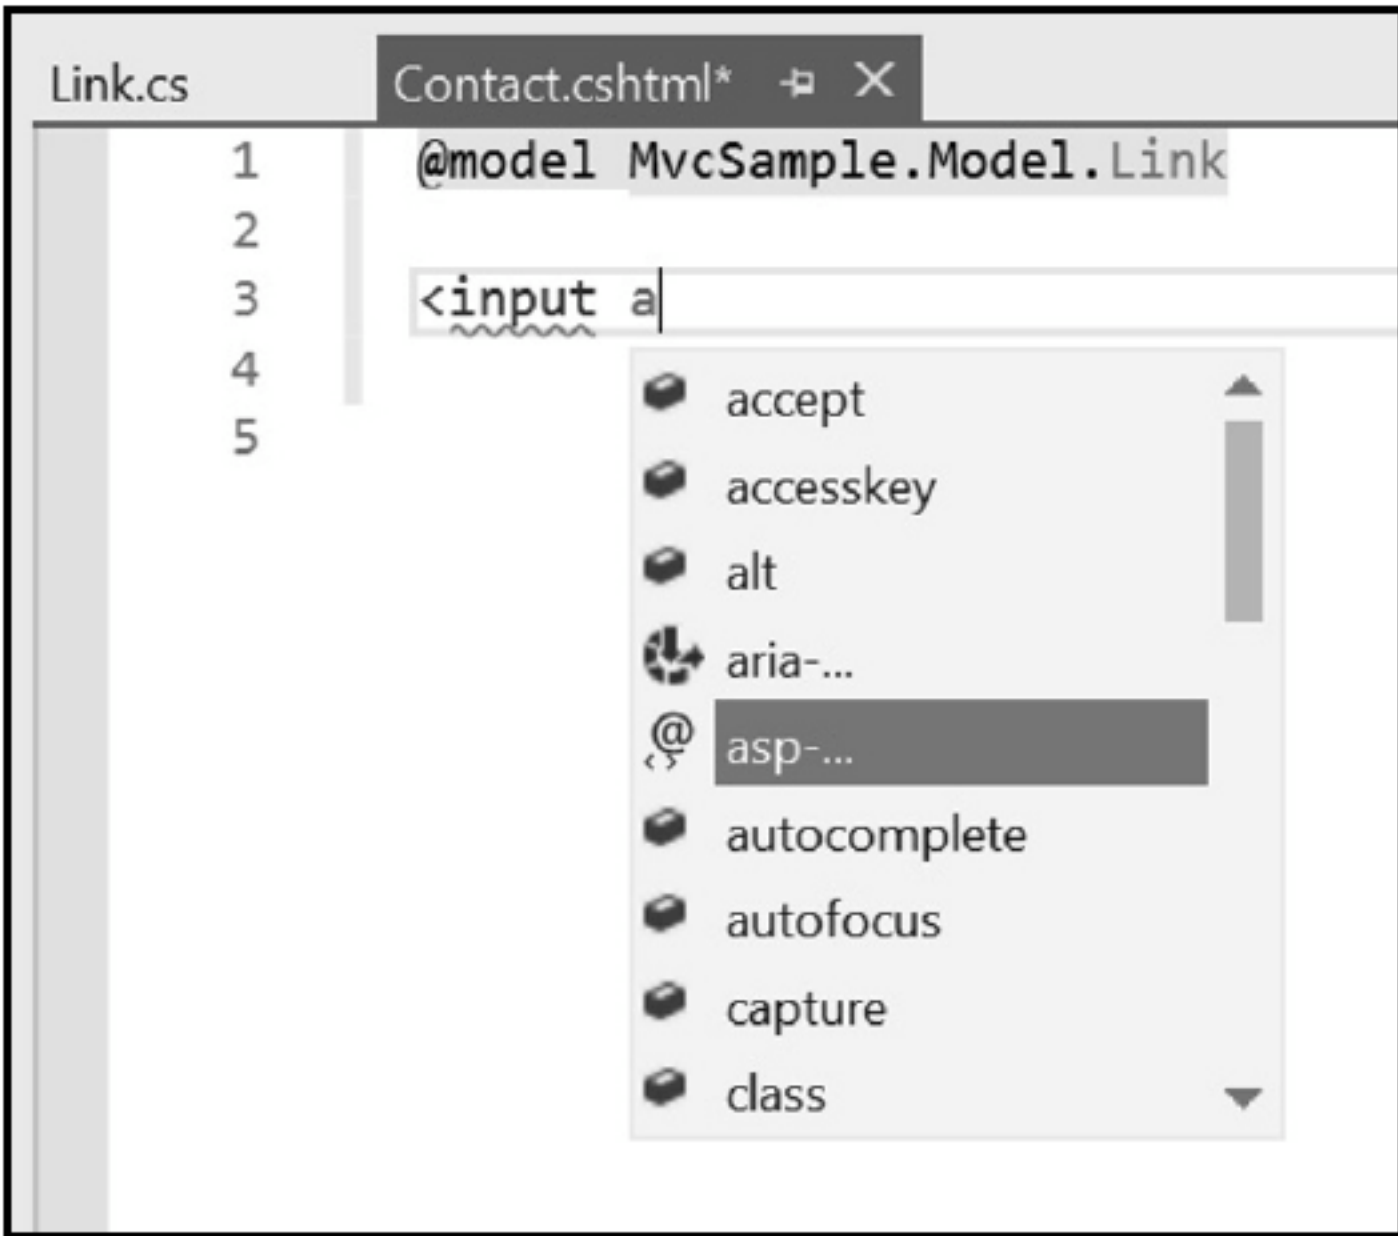 Link.cs
Contact.cshtml*
1 @model MvcSample.Model.Link
2
3 <input a
4
5
accept
accesskey
alt
aria-...
@
<>
asp-...
autocomplete
autofocus
capture
class